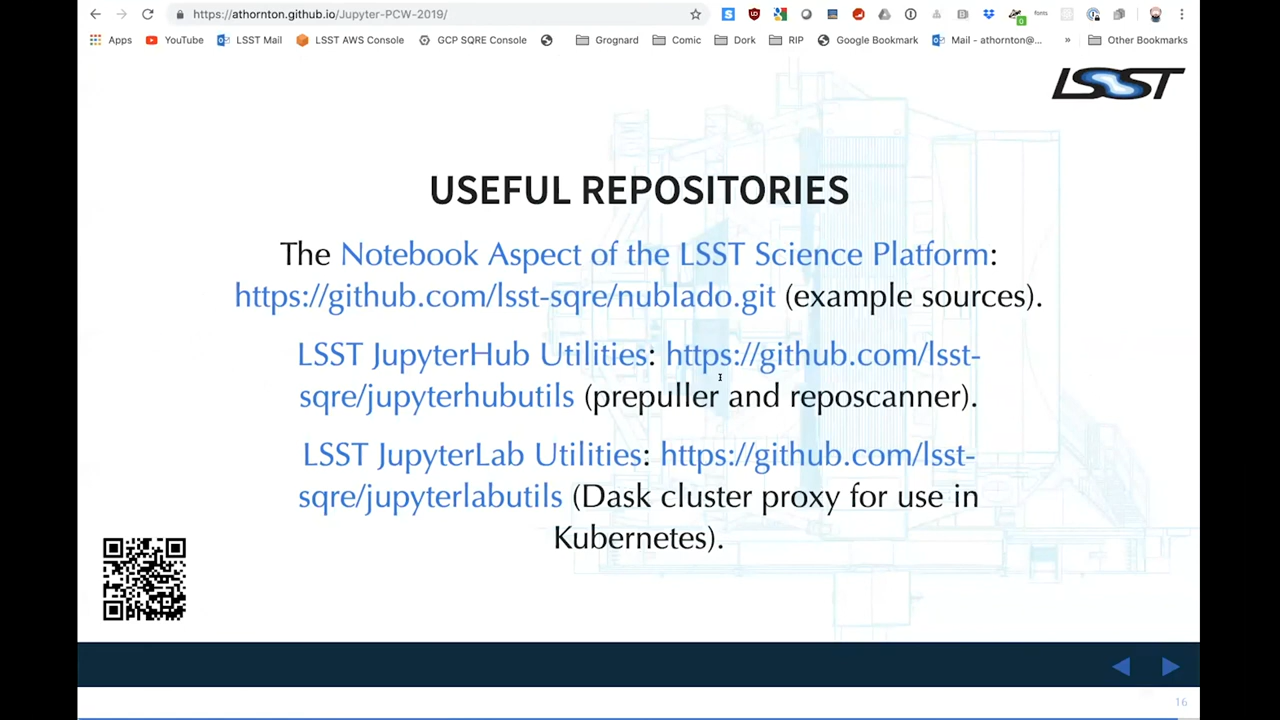 https://athornton.github.io/Jupyter-PCW-2019/
Apps YouTube LSST Mail LSST AWS Console GCP SQRE Console Grognard Comic Dork RIP Google Bookmark Mail - athornton@... » Other Bookmarks
LSST
USEFUL REPOSITORIES
The Notebook Aspect of the LSST Science Platform:
https://github.com/lsst-sqre/nublado.git (example sources).
LSST JupyterHub Utilities: https://github.com/lsst-
sqre/jupyterhubutils (prepuller and reposcanner).
LSST JupyterLab Utilities: https://github.com/lsst-
sqre/jupyterlabutils (Dask cluster proxy for use in
Kubernetes).
16